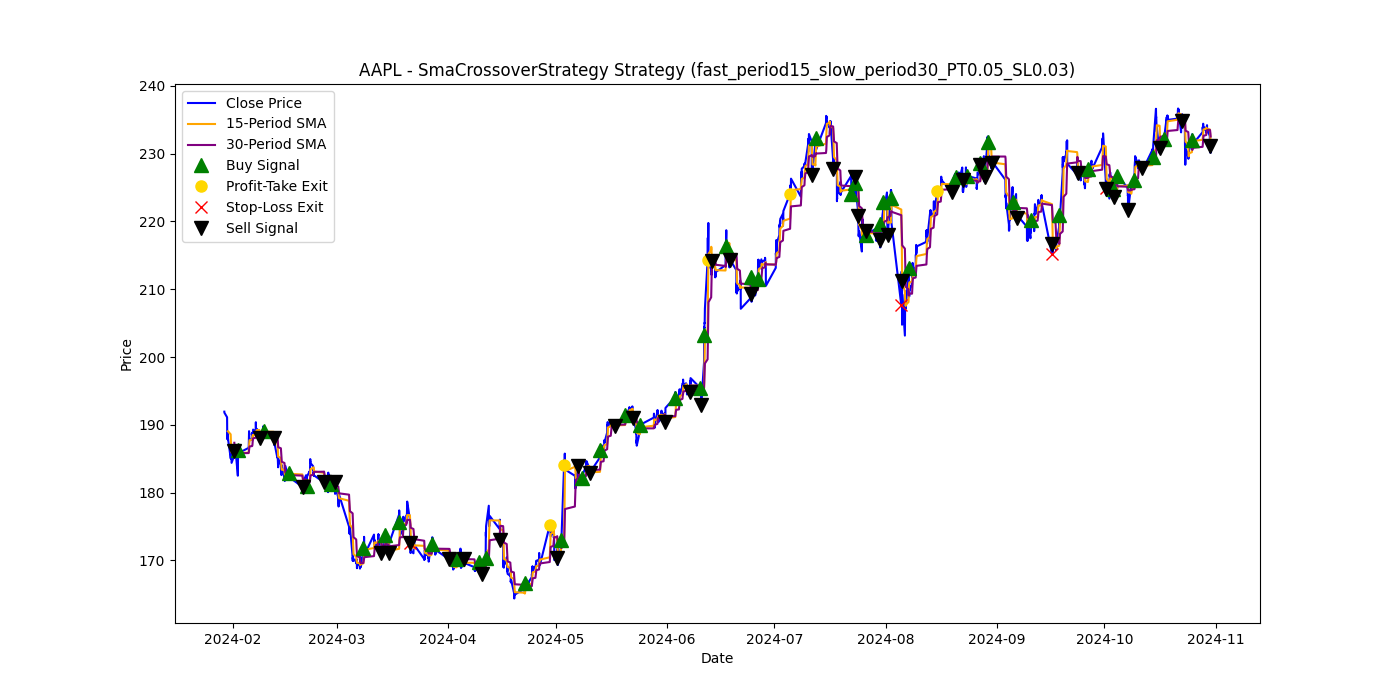 AAPL - SmaCrossoverStrategy Strategy (fast_period15_slow_period30_PT0.05_SL0.03)
Close Price
15-Period SMA
30-Period SMA
Buy Signal
Profit-Take Exit
Stop-Loss Exit
Sell Signal
Price
240
230
220
210
200
190
180
170
2024-02 2024-03 2024-04 2024-05 2024-06 2024-07 2024-08 2024-09 2024-10 2024-11
Date